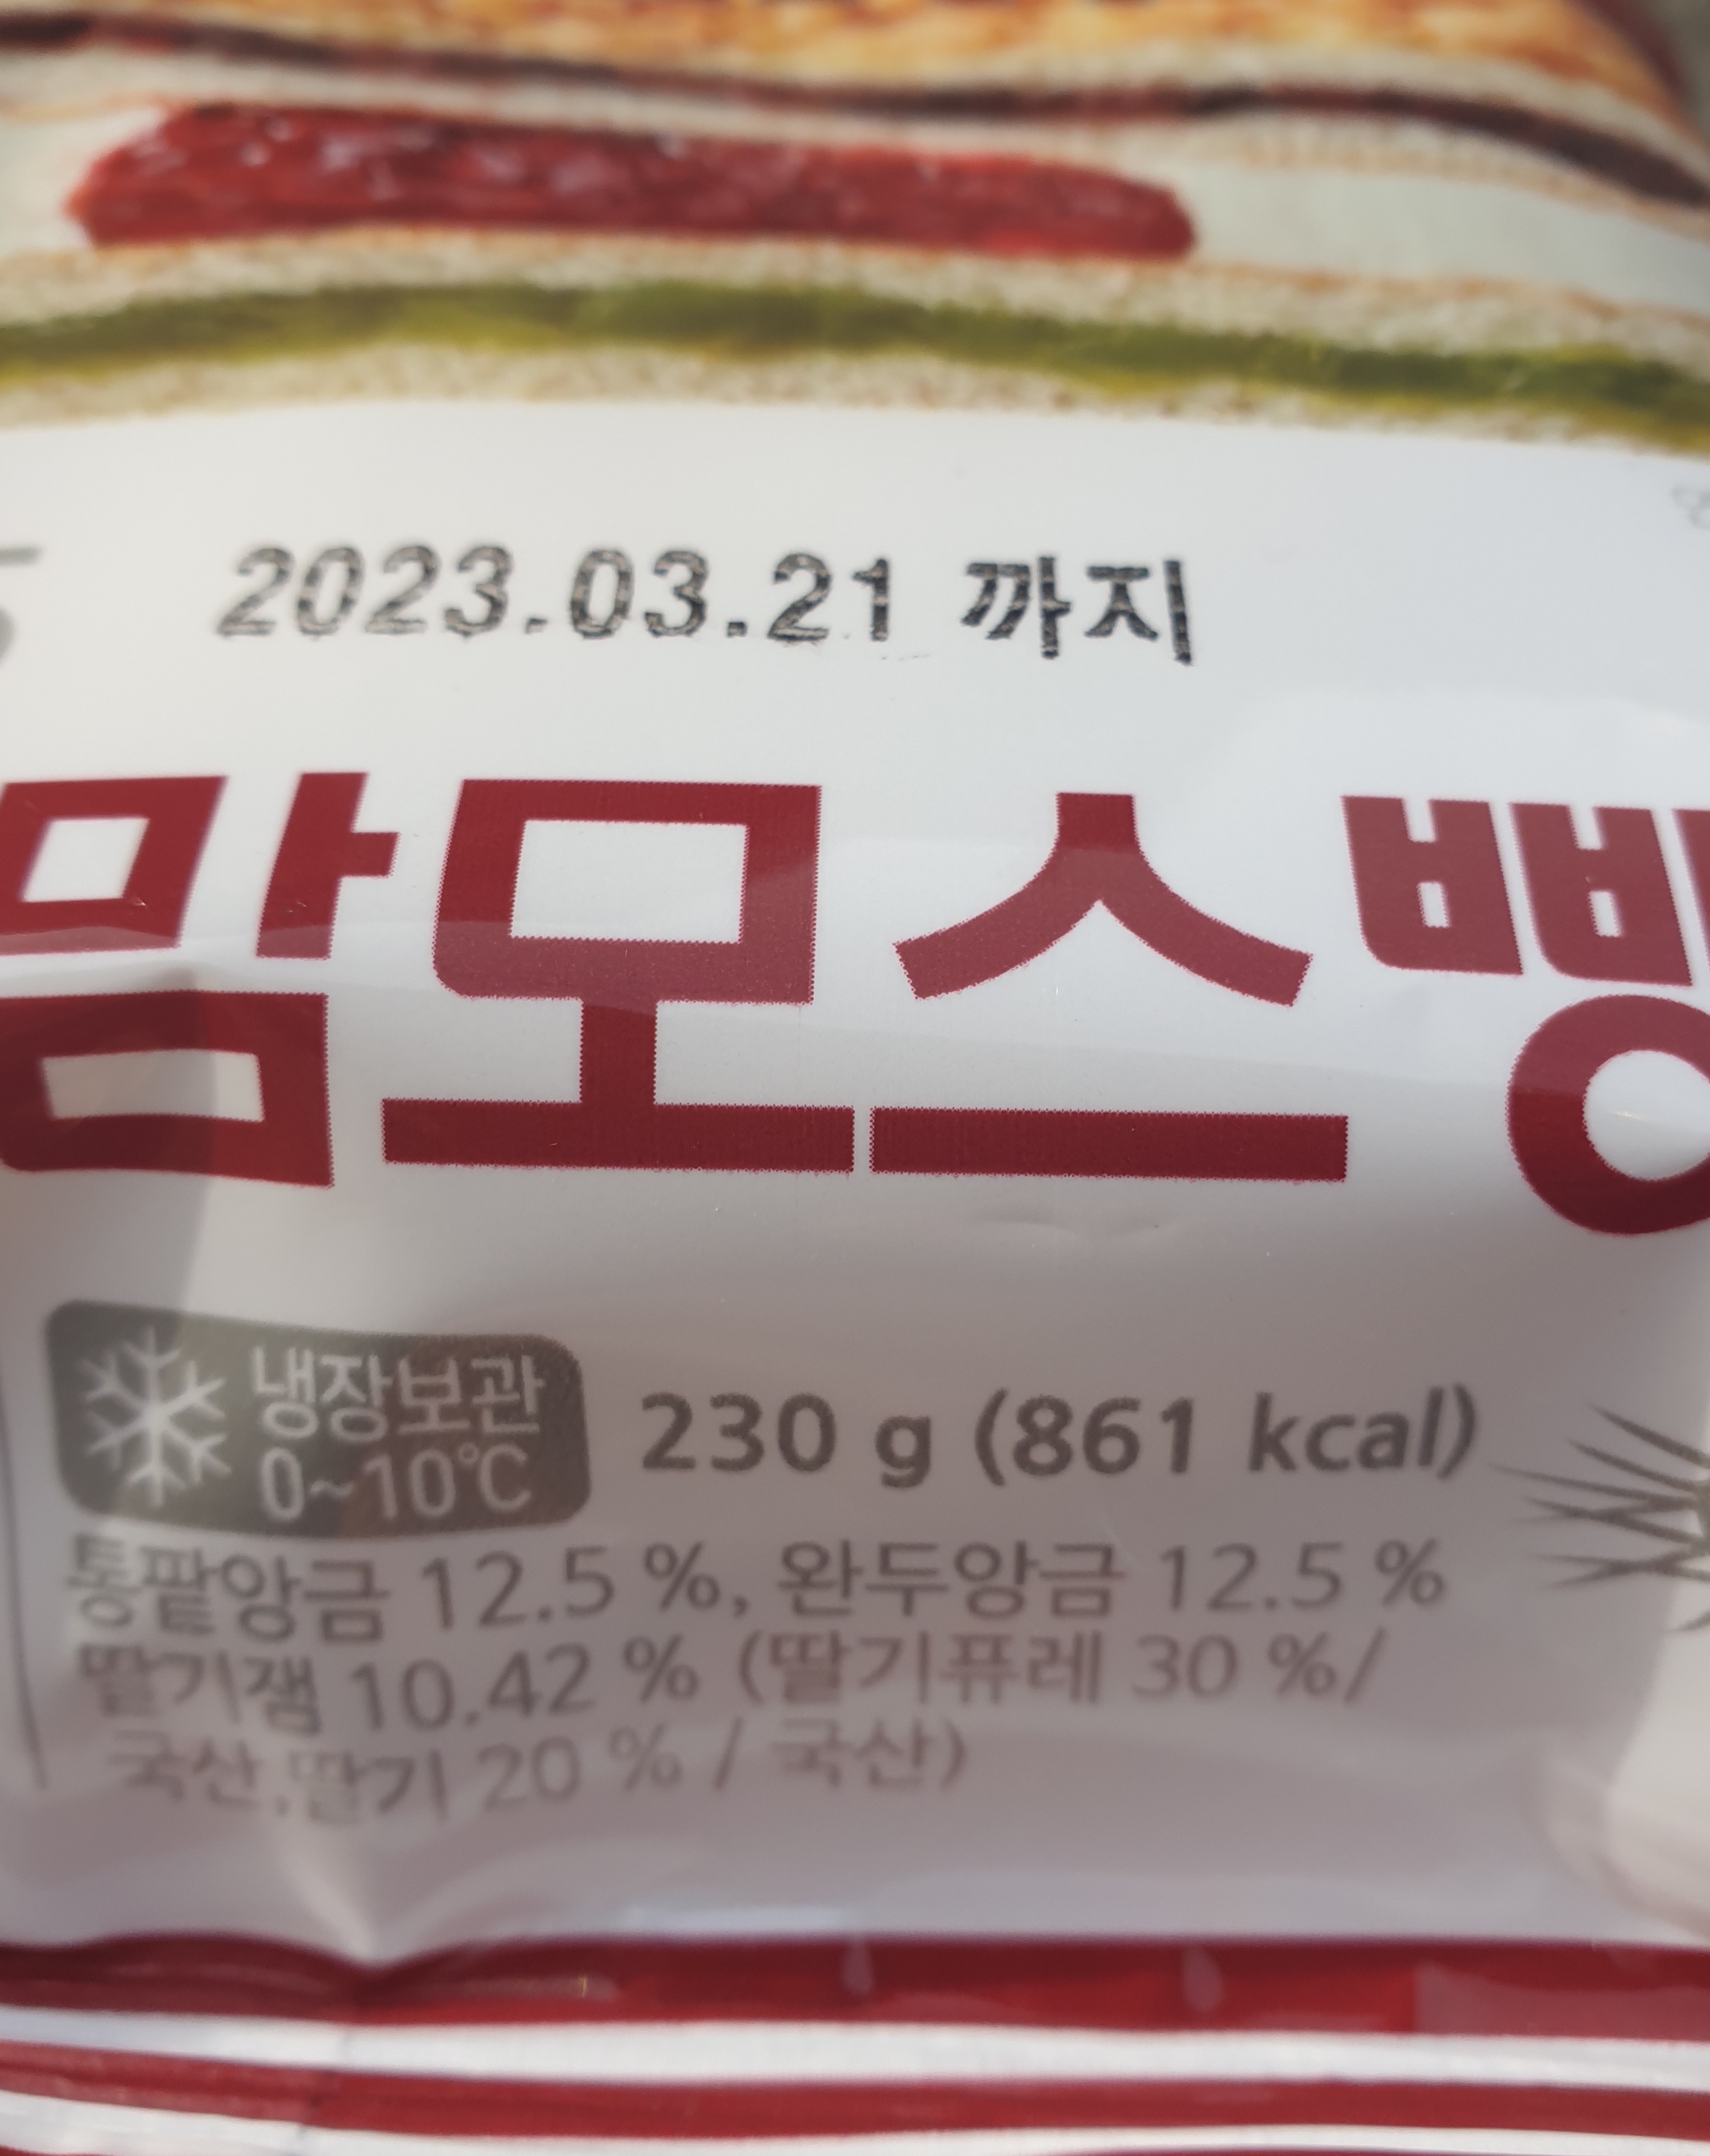 2023.03.21 까지
맘모스빵
냉장보관
0~10℃
230 g (861 kcal)
통팥앙금 12.5 %, 완두앙금 12.5 %
딸기잼 10.42 % (딸기퓨레 30 %/
국산,딸기 20 % / 국산)